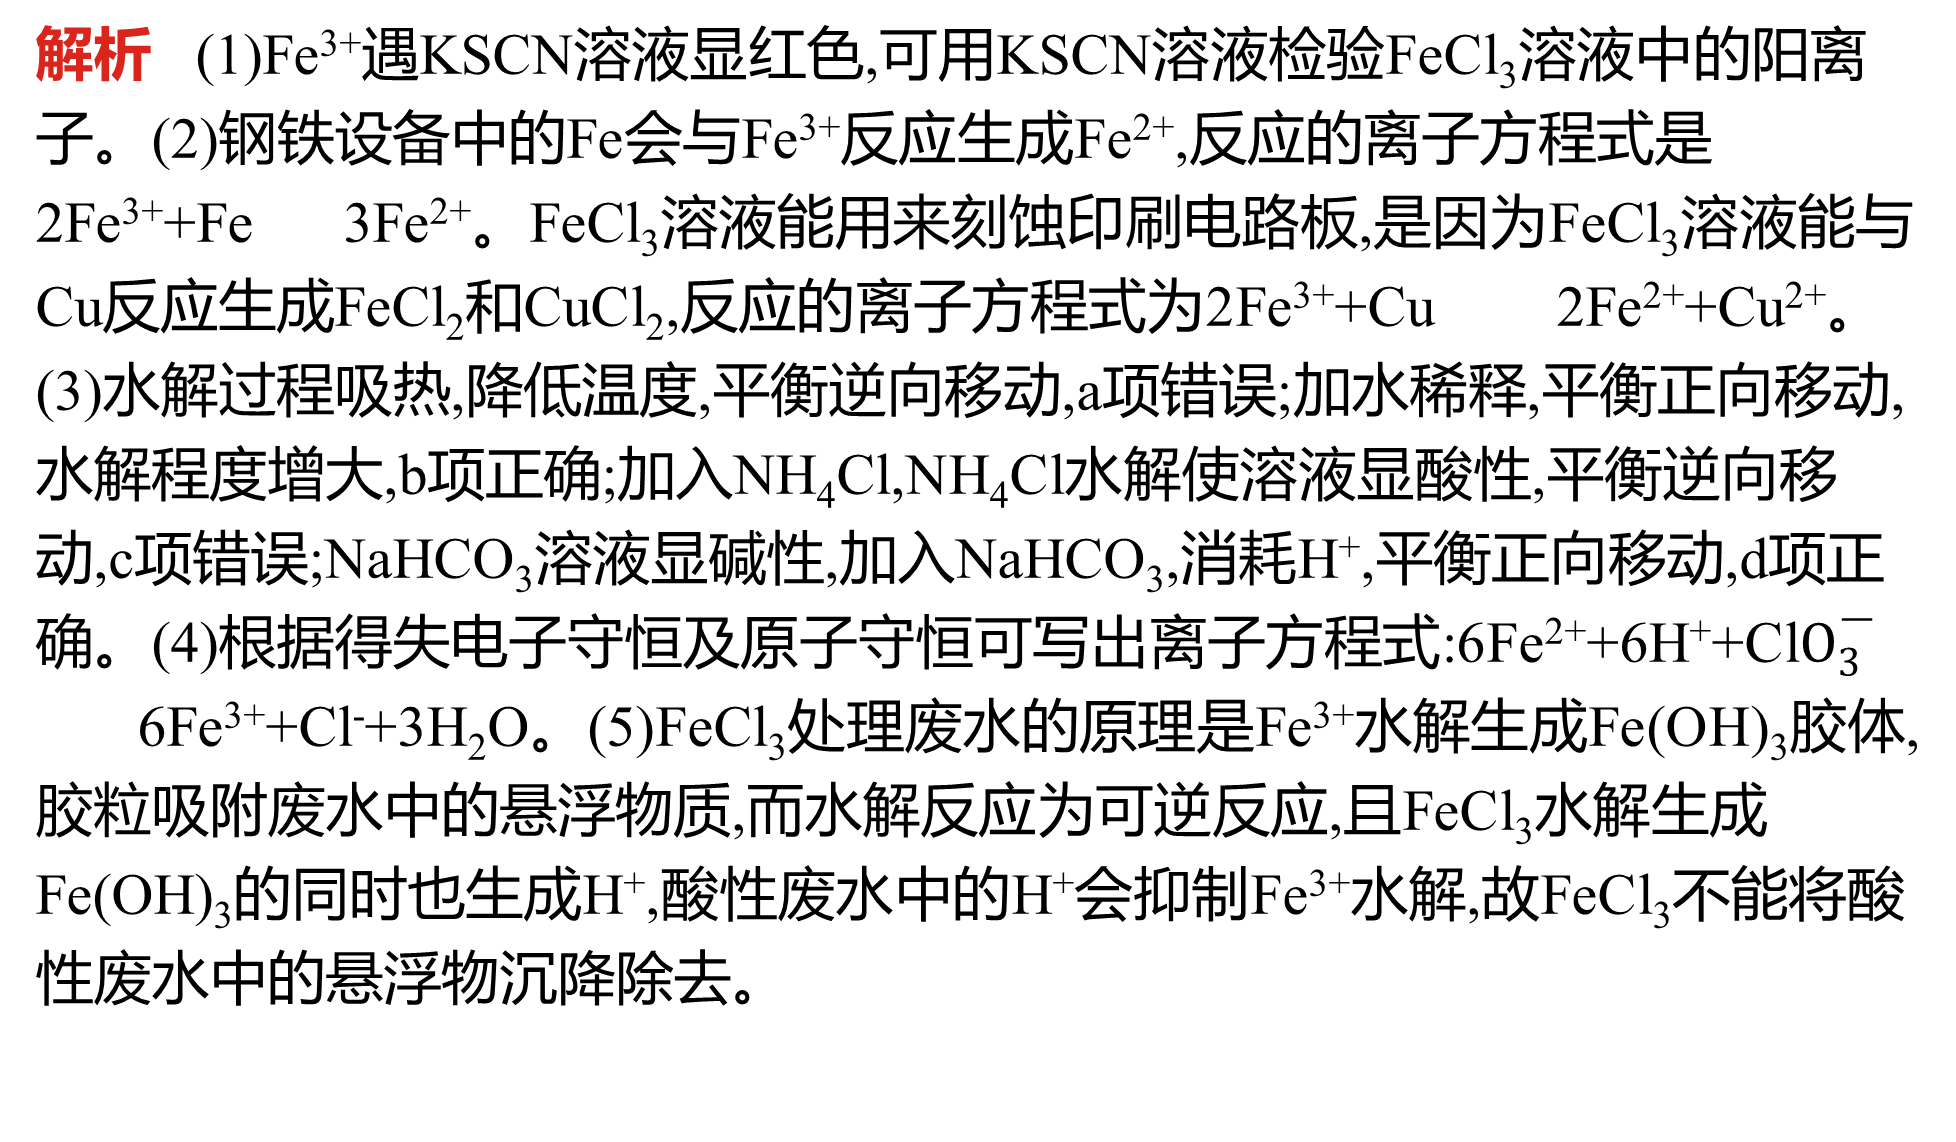 解析 (1)Fe³⁺遇KSCN溶液显红色,可用KSCN溶液检验FeCl₃溶液中的阳离
子。(2)钢铁设备中的Fe会与Fe³⁺反应生成Fe²⁺,反应的离子方程式是
2Fe³⁺+Fe 3Fe²⁺。FeCl₃溶液能用来刻蚀印刷电路板,是因为FeCl₃溶液能与
Cu反应生成FeCl₂和CuCl₂,反应的离子方程式为2Fe³⁺+Cu 2Fe²⁺+Cu²⁺。
(3)水解过程吸热,降低温度,平衡逆向移动,a项错误;加水稀释,平衡正向移动,
水解程度增大,b项正确;加入NH₄Cl,NH₄Cl水解使溶液显酸性,平衡逆向移
动,c项错误;NaHCO₃溶液显碱性,加入NaHCO₃,消耗H⁺,平衡正向移动,d项正
确。(4)根据得失电子守恒及原子守恒可写出离子方程式:6Fe²⁺+6H⁺+ClO₃⁻
6Fe³⁺+Cl⁻+3H₂O。(5)FeCl₃处理废水的原理是Fe³⁺水解生成Fe(OH)₃胶体,
胶粒吸附废水中的悬浮物质,而水解反应为可逆反应,且FeCl₃水解生成
Fe(OH)₃的同时也生成H⁺,酸性废水中的H⁺会抑制Fe³⁺水解,故FeCl₃不能将酸
性废水中的悬浮物沉降除去。